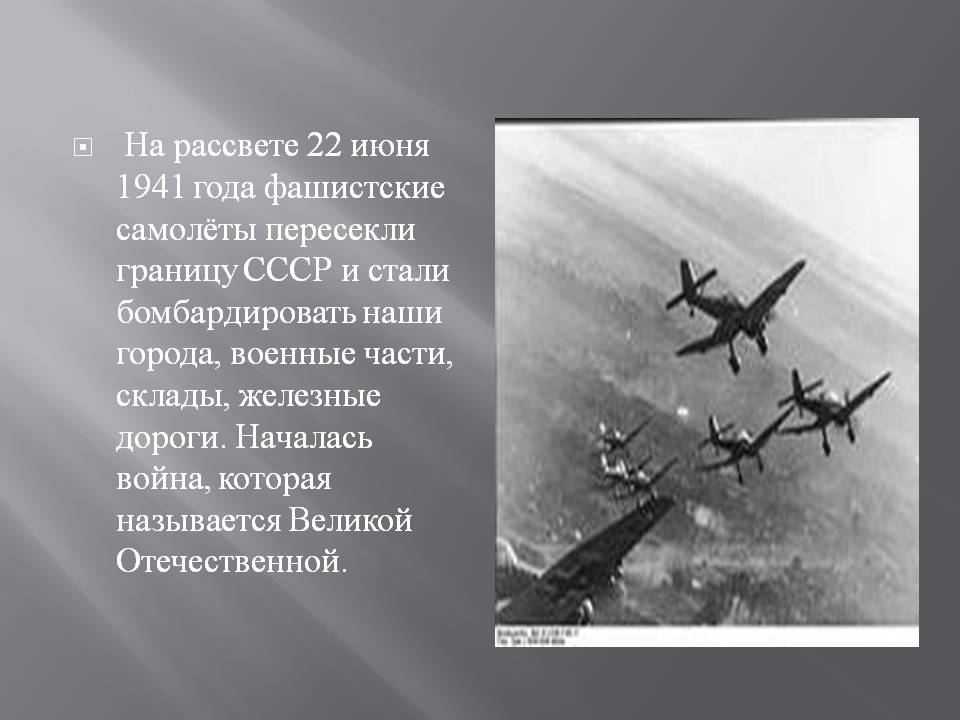 На рассвете 22 июня
1941 года фашистские
самолёты пересекли
границу СССР и стали
бомбардировать наши
города, военные части,
склады, железные
дороги. Началась
война, которая
называется Великой
Отечественной.